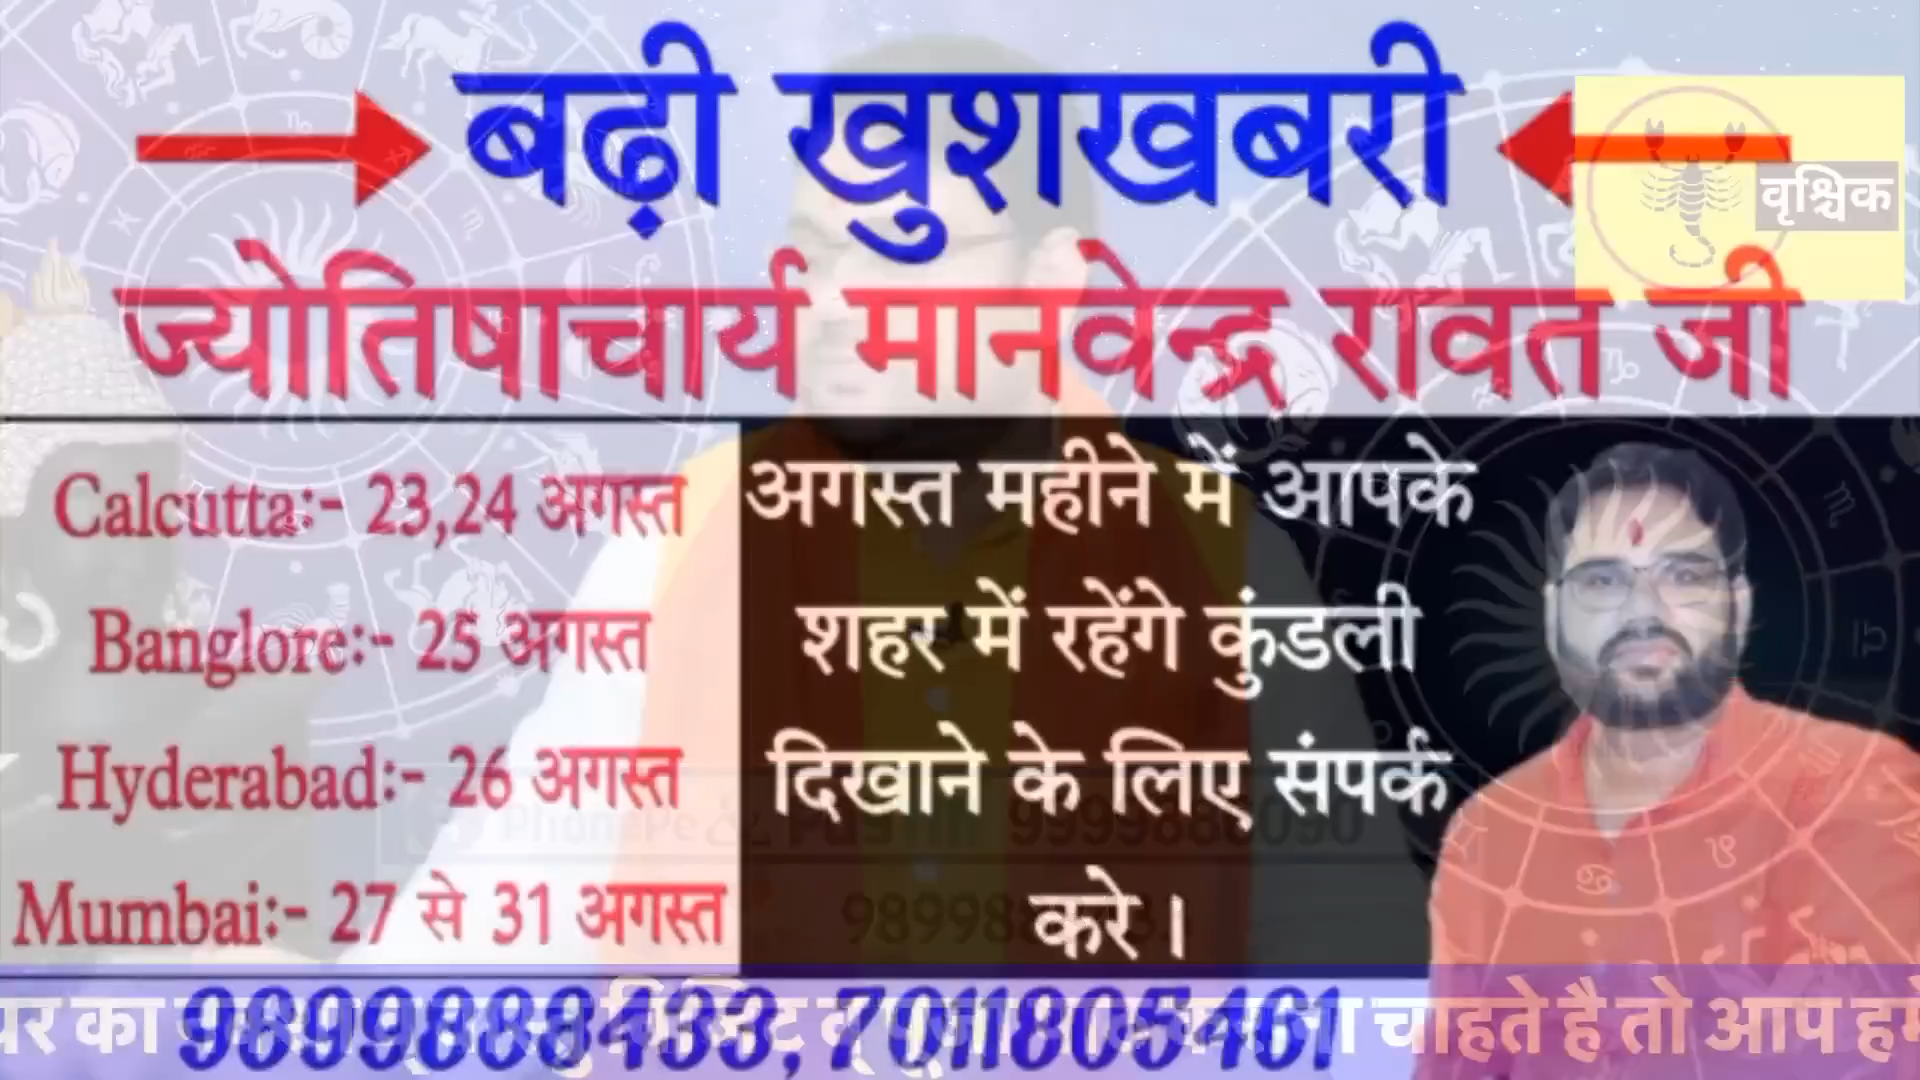 बढ़ी खुशखबरी
वृश्चिक
ज्योतिषाचार्य मानवेन्द्र रावत जी
Calcutta:- 23,24 अगस्त
Banglore:- 25 अगस्त
Hyderabad:- 26 अगस्त
Mumbai:- 27 से 31 अगस्त
अगस्त महीने में आपके
शहर में रहेंगे कुंडली
दिखाने के लिए संपर्क
करे ।
PhonePe
9899888433, 7011805461
का चाहते है तो आप